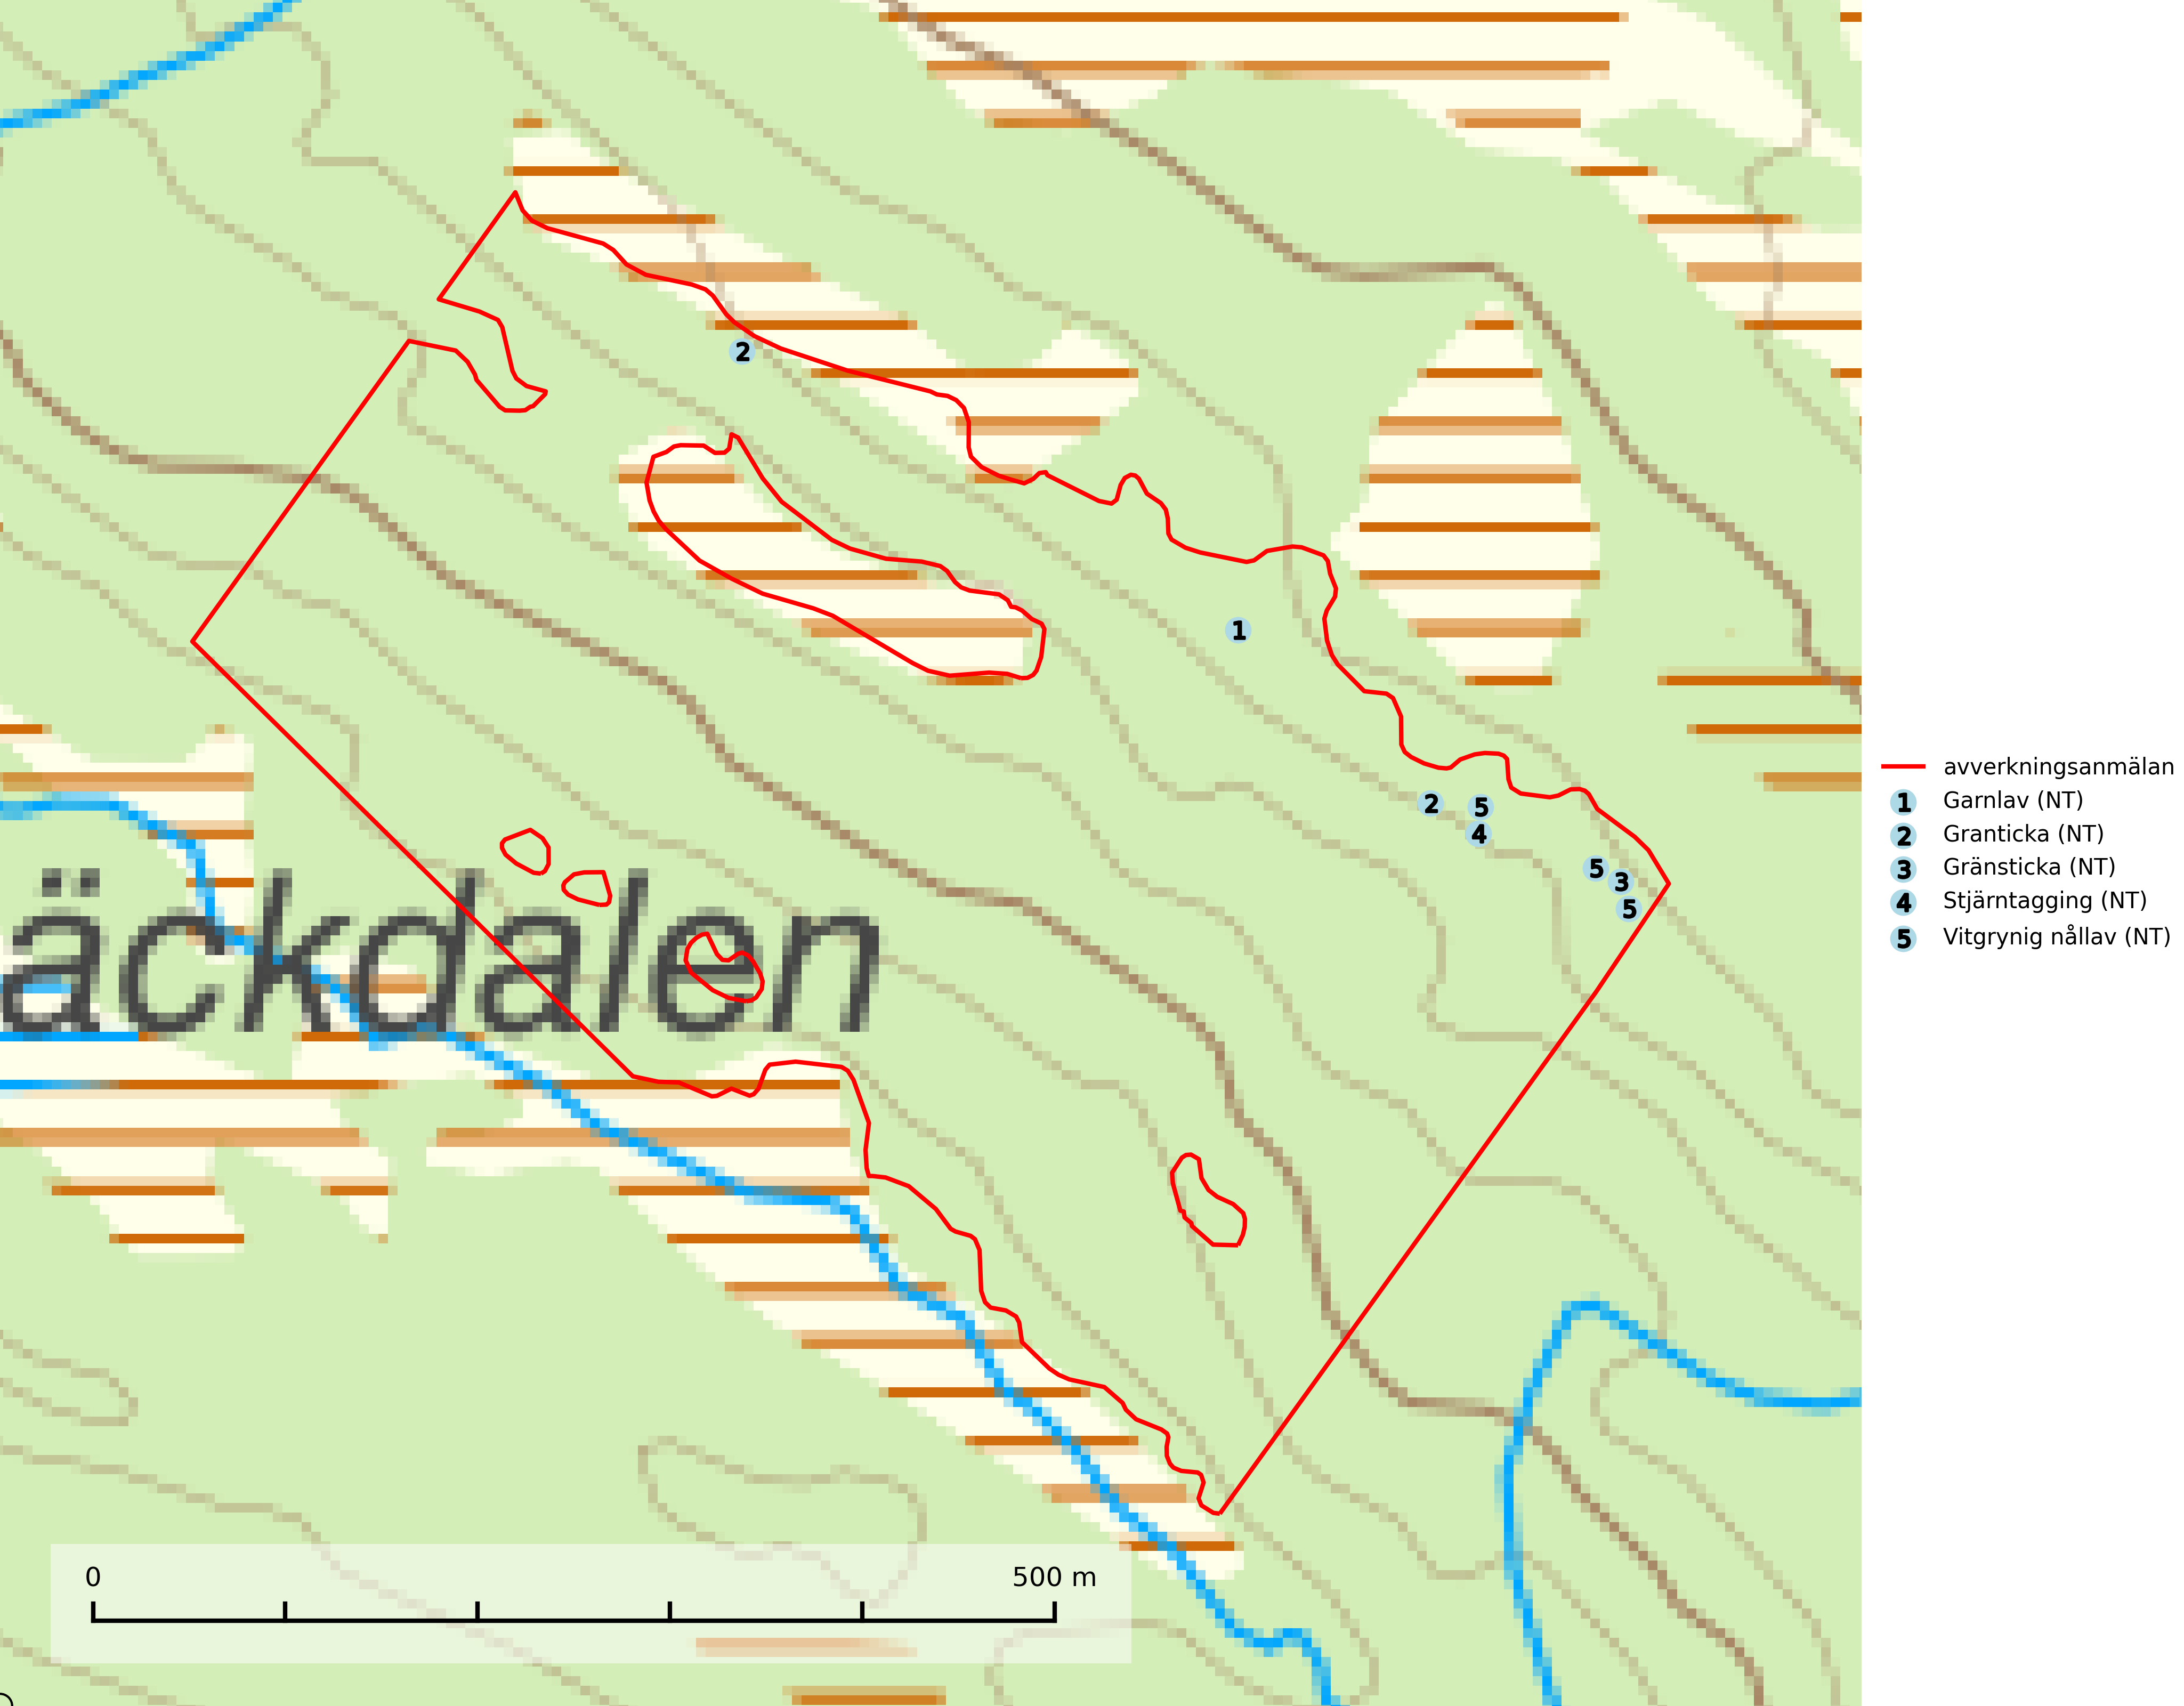 2
1
2
5
4
5
3
5
äckdalen
0 500 m
avverkningsanmälan
1 Garnlav (NT)
2 Granticka (NT)
3 Gränsticka (NT)
4 Stjärntagging (NT)
5 Vitgrynig nållav (NT)